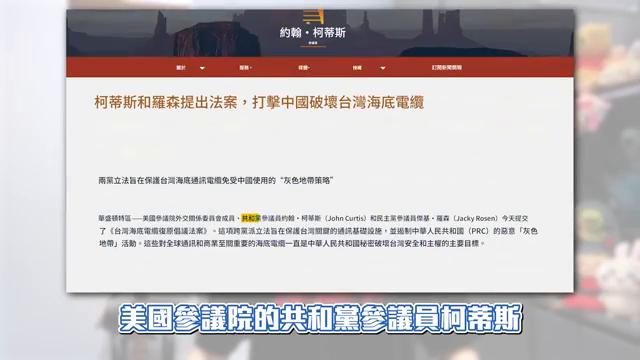 約翰・柯蒂斯
關於
服務
媒體
接觸
訂閱新聞簡報
柯蒂斯和羅森提出法案，打擊中國破壞台灣海底電纜
兩黨立法旨在保護台灣海底通訊電纜免受中國使用的“灰色地帶策略”
華盛頓特區——美國參議院外交關係委員會成員、共和黨參議員約翰・柯蒂斯（John Curtis）和民主黨參議員傑基・羅森（Jacky Rosen）今天提交
了《台灣海底電纜復原倡議法案》。這項跨黨派立法旨在保護台灣關鍵的通訊基礎設施，並遏制中華人民共和國（PRC）的惡意「灰色
地帶」活動。這些對全球通訊和商業至關重要的海底電纜一直是中華人民共和國秘密破壞台灣安全和主權的主要目標。
美國參議院的共和黨參議員柯蒂斯